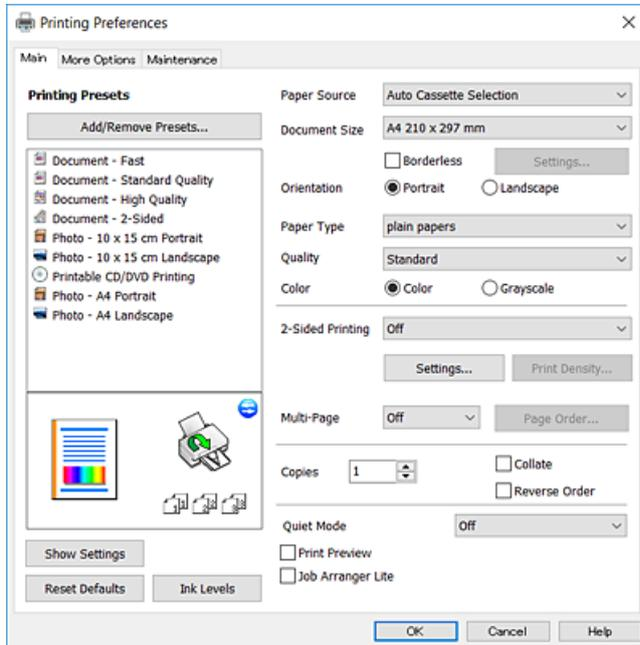 Printing Preferences
Main More Options Maintenance
Printing Presets
Add/Remove Presets...
Document - Fast
Document - Standard Quality
Document - High Quality
Document - 2-Sided
Photo - 10 x 15 cm Portrait
Photo - 10 x 15 cm Landscape
Printable CD/DVD Printing
Photo - A4 Portrait
Photo - A4 Landscape
Show Settings
Reset Defaults Ink Levels
Paper Source Auto Cassette Selection
Document Size A4 210 x 297 mm
Borderless Settings...
Orientation Portrait Landscape
Paper Type plain papers
Quality Standard
Color Color Grayscale
2-Sided Printing Off
Settings... Print Density...
Multi-Page Off Page Order...
Copies 1 Collate
Reverse Order
Quiet Mode Off
Print Preview
Job Arranger Lite
OK Cancel Help